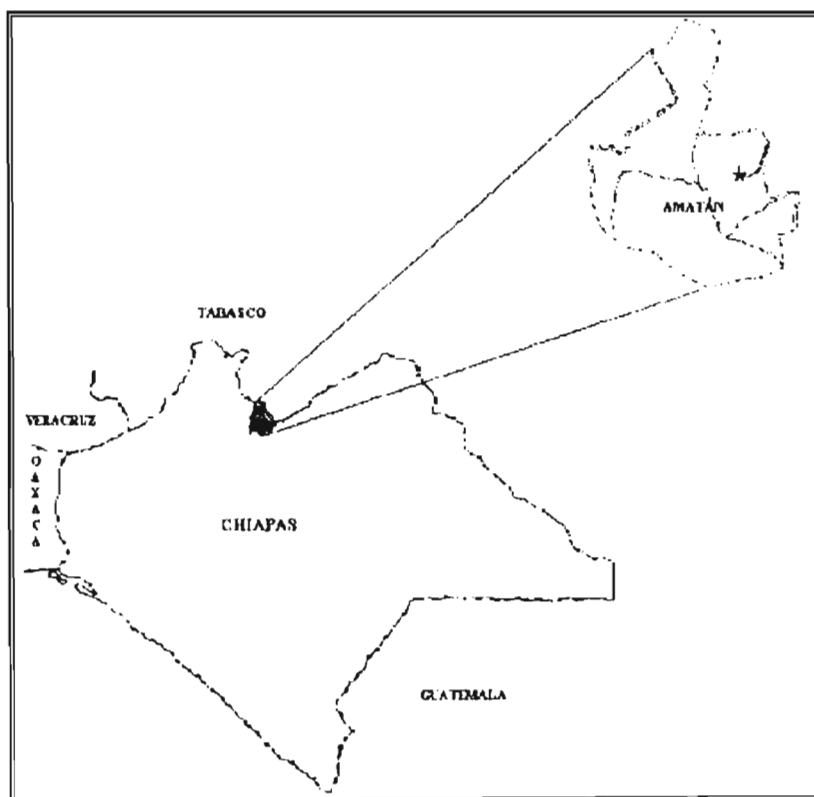 AMATÁN
TABASCO
VERACRUZ
OAXACA
CHIAPAS
GUATEMALA